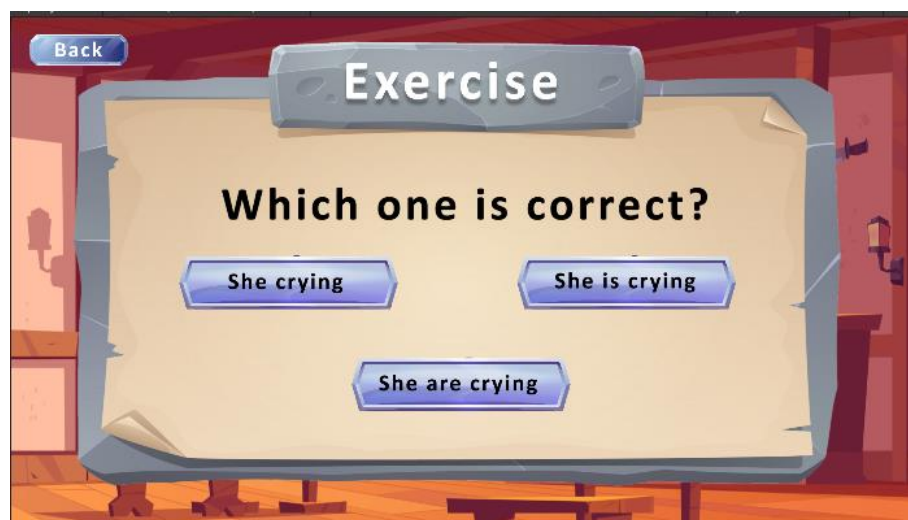 Back
Exercise
Which one is correct?
She crying
She is crying
She are crying